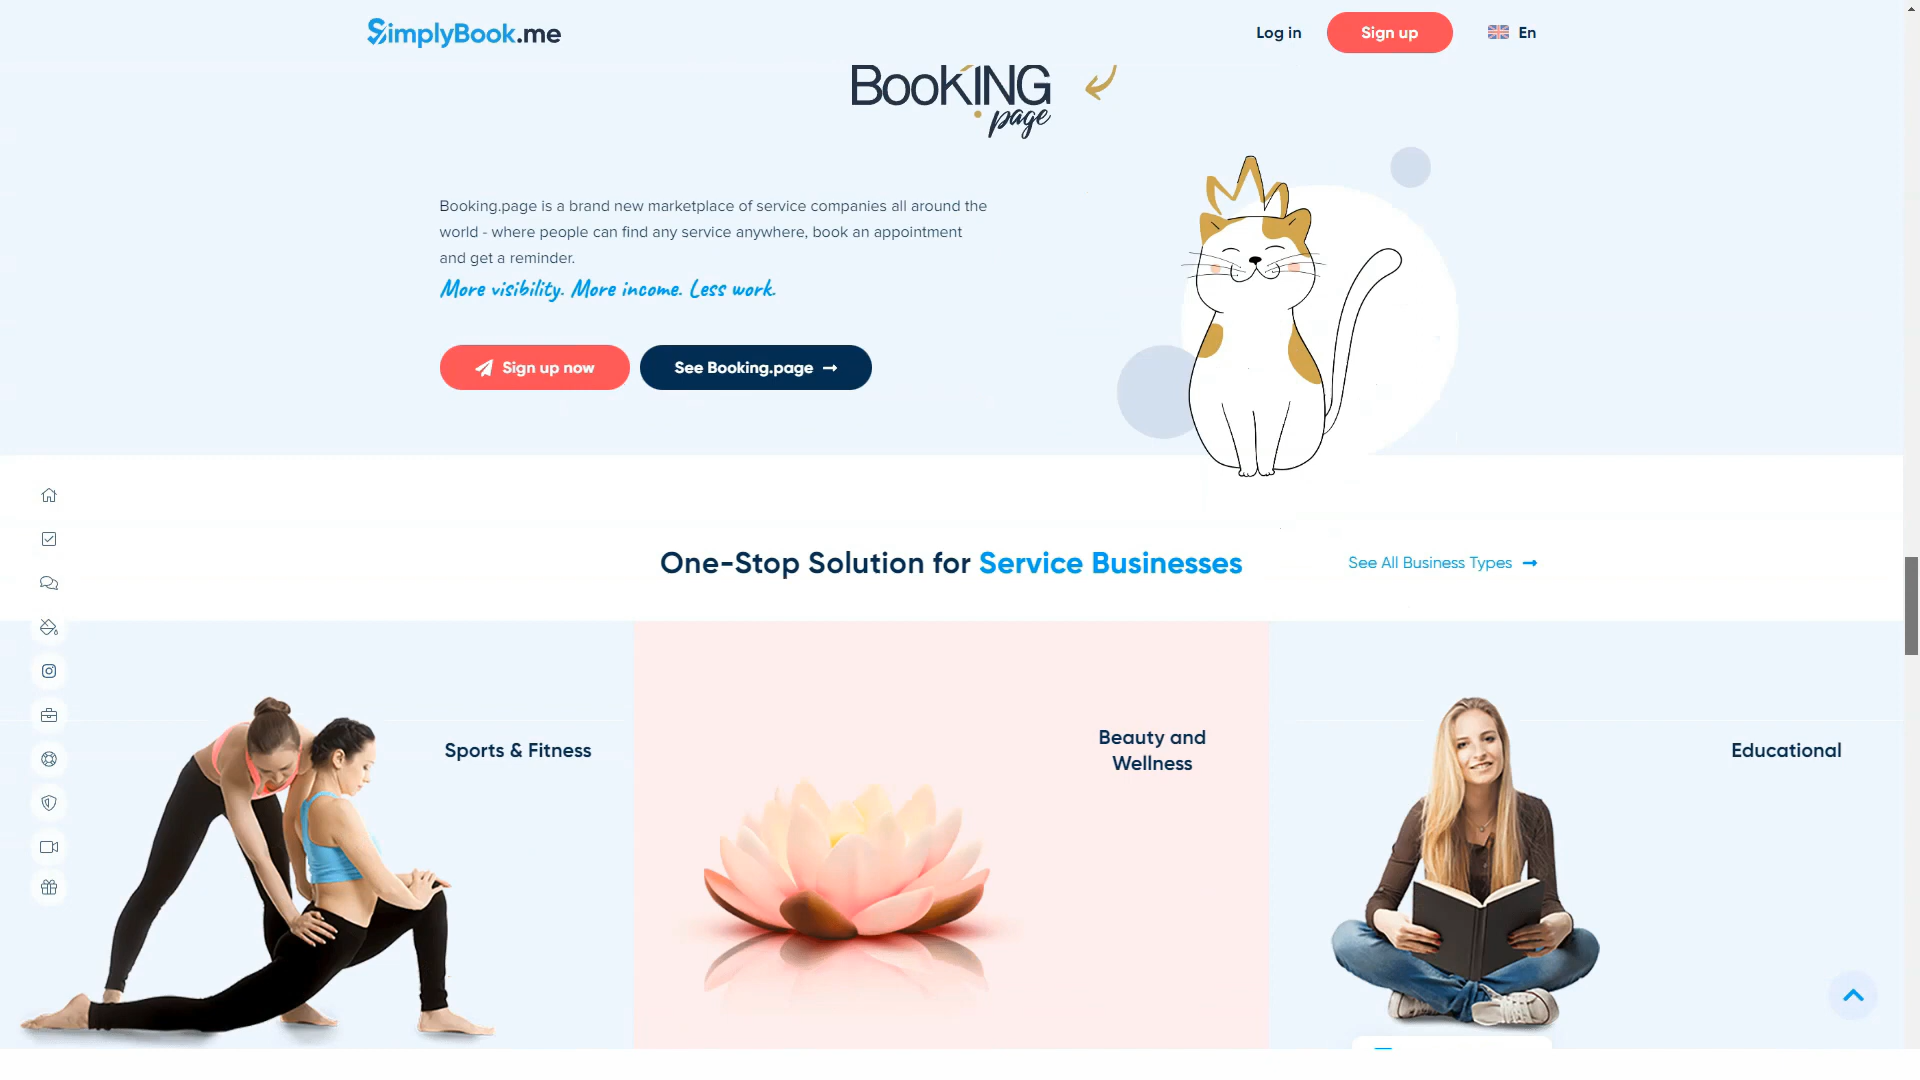 SimplyBook.me
Log in
Sign up
En
BooKING
page
Booking.page is a brand new marketplace of service companies all around the
world - where people can find any service anywhere, book an appointment
and get a reminder.
More visibility. More income. Less work.
Sign up now
See Booking.page
One-Stop Solution for Service Businesses
See All Business Types
Sports & Fitness
Beauty and
Wellness
Educational